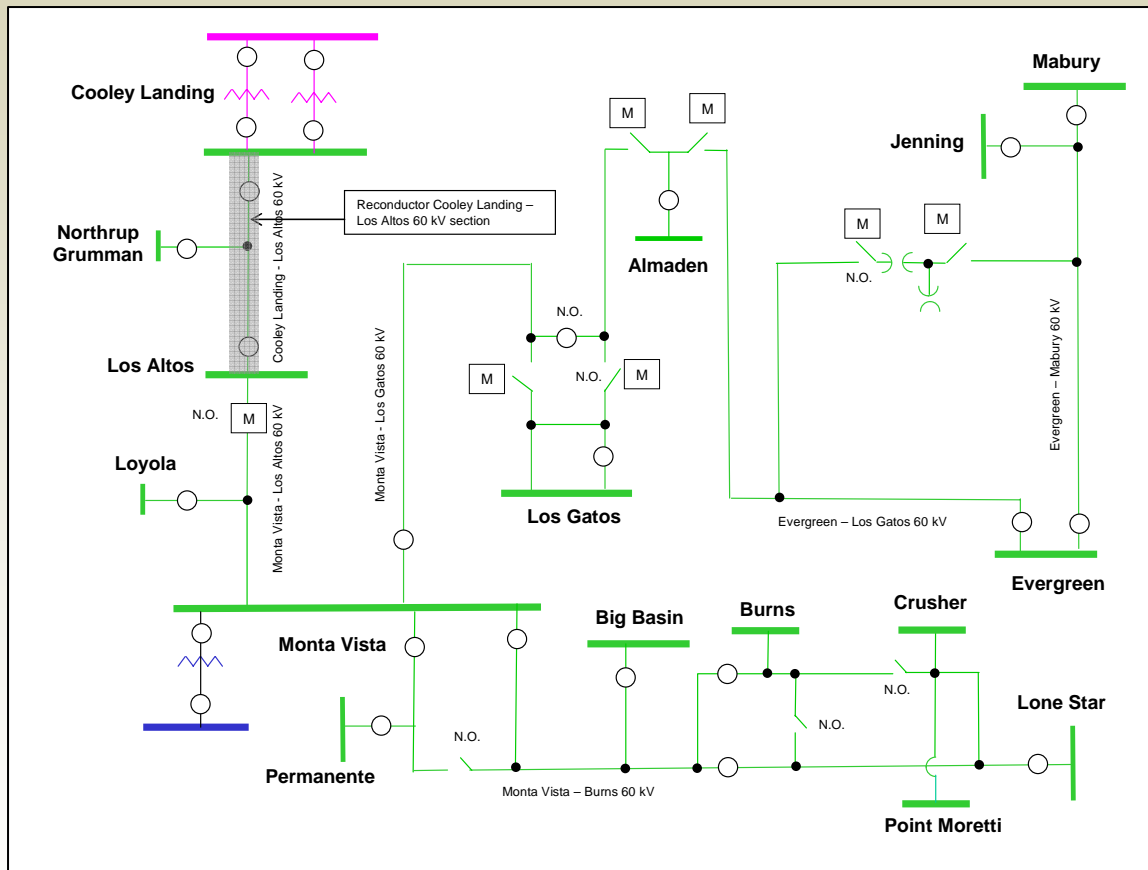 Cooley Landing
Mabury
M
M
Jenning
Reconductor Cooley Landing –
Los Altos 60 kV section
Cooley Landing - Los Altos 60 kV
Northrup
Grumman
M
M
N.O.
Almaden
N.O.
Evergreen – Mabury 60 kV
Los Altos
M
N.O.
M
N.O.
M
Monta Vista - Los Altos 60 kV
Monta Vista - Los Gatos 60 kV
Loyola
Los Gatos
Evergreen – Los Gatos 60 kV
Evergreen
Monta Vista
Big Basin
Burns
Crusher
N.O.
Lone Star
N.O.
N.O.
Permanente
Monta Vista – Burns 60 kV
Point Moretti